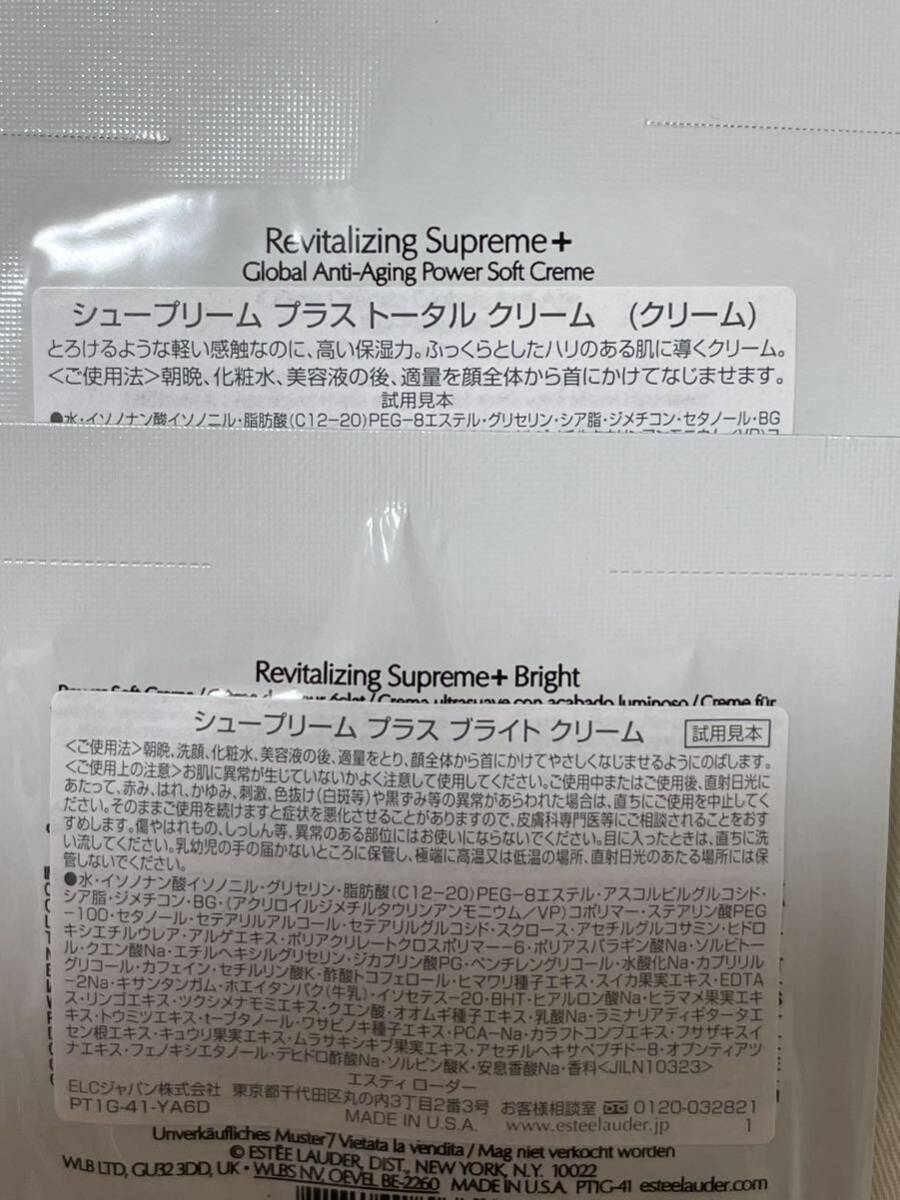 Revitalizing Supreme+
Global Anti-Aging Power Soft Creme
シュープリーム プラス トータル クリーム (クリーム)
とろけるような軽い感触なのに、高い保湿力。ふっくらとしたハリのある肌に導くクリーム。
<ご使用法>朝晩、化粧水、美容液の後、適量を顔全体から首にかけてなじませます。
試用見本
●水・イソノナン酸イソノニル・脂肪酸(C12-20)PEG-8エステル・グリセリン・シア脂・ジメチコン・セタノール・BG
Revitalizing Supreme+ Bright
Power Soft Creme / Crème de jour éclat / Crema ultrasuave con acabado luminoso / Creme für
シュープリーム プラス ブライト クリーム 試用見本
<ご使用法>朝晩、洗顔、化粧水、美容液の後、適量をとり、顔全体から首にかけてやさしくなじませるようにのばします。
<ご使用上の注意>お肌に異常が生じていないかよく注意して使用してください。ご使用中またはご使用後、直射日光に
あたって、赤み、はれ、かゆみ、刺激、色抜け(白斑等)や黒ずみ等の異常があらわれた場合は、直ちにご使用を中止してく
ださい。そのままご使用を続けますと症状を悪化させることがありますので、皮膚科専門医等にご相談されることをおす
すめします。傷やはれもの、しっしん等、異常のある部位にはお使いにならないでください。目に入ったときは、直ちに洗
い流してください。乳幼児の手の届かないところに保管し、極端に高温又は低温の場所、直射日光のあたる場所には保
管しないでください。
●水・イソノナン酸イソノニル・グリセリン・脂肪酸(C12-20)PEG-8エステル・アスコルビルグルコシド・
シア脂・ジメチコン・BG・(アクリロイルジメチルタウリンアンモニウム/VP)コポリマー・ステアリン酸PEG
-100・セタノール・セテアリルアルコール・セテアリルグルコシド・スクロース・アセチルグルコサミン・ヒドロ
キシエチルウレア・アルゲエキス・ポリアクリレートクロスポリマー-6・ポリアスパラギン酸Na・ソルビトー
ル・クエン酸Na・エチルヘキシルグリセリン・ジカプリン酸PG・ペンチレングリコール・水酸化Na・カプリリル
グリコール・カフェイン・セチルリン酸K・酢酸トコフェロール・ヒマワリ種子エキス・スイカ果実エキス・EDTA
-2Na・キサンタンガム・ホエイタンパク(牛乳)・イソセテス-20・BHT・ヒアルロン酸Na・ヒラマメ果実エキ
ス・リンゴエキス・ツクシメナモミエキス・クエン酸・オオムギ種子エキス・乳酸Na・ラミナリアディギタータエ
キス・トウミツエキス・t-ブタノール・ワサビノキ種子エキス・PCA-Na・カラフトコンブエキス・フサザキスイ
セン根エキス・キュウリ果実エキス・ムラサキシキブ果実エキス・アセチルヘキサペプチド-8・オプンティアツ
ナエキス・フェノキシエタノール・デヒドロ酢酸Na・ソルビン酸K・安息香酸Na・香料<JILN10323>
エスティ ローダー
ELCジャパン株式会社 東京都千代田区丸の内3丁目2番3号 お客様相談室 0120-032821
PT1G-41-YA6D MADE IN U.S.A. www.esteelauder.jp 1
Unverkäufliches Muster / Vietata la vendita / Mag niet verkocht worden
© ESTĒE LAUDER, DIST., NEW YORK, N.Y. 10022
WLB LTD, GU32 3DD, UK • WLBS NV, OEVEL BE-2260 MADE IN U.S.A. PT1G-41 esteelauder.com